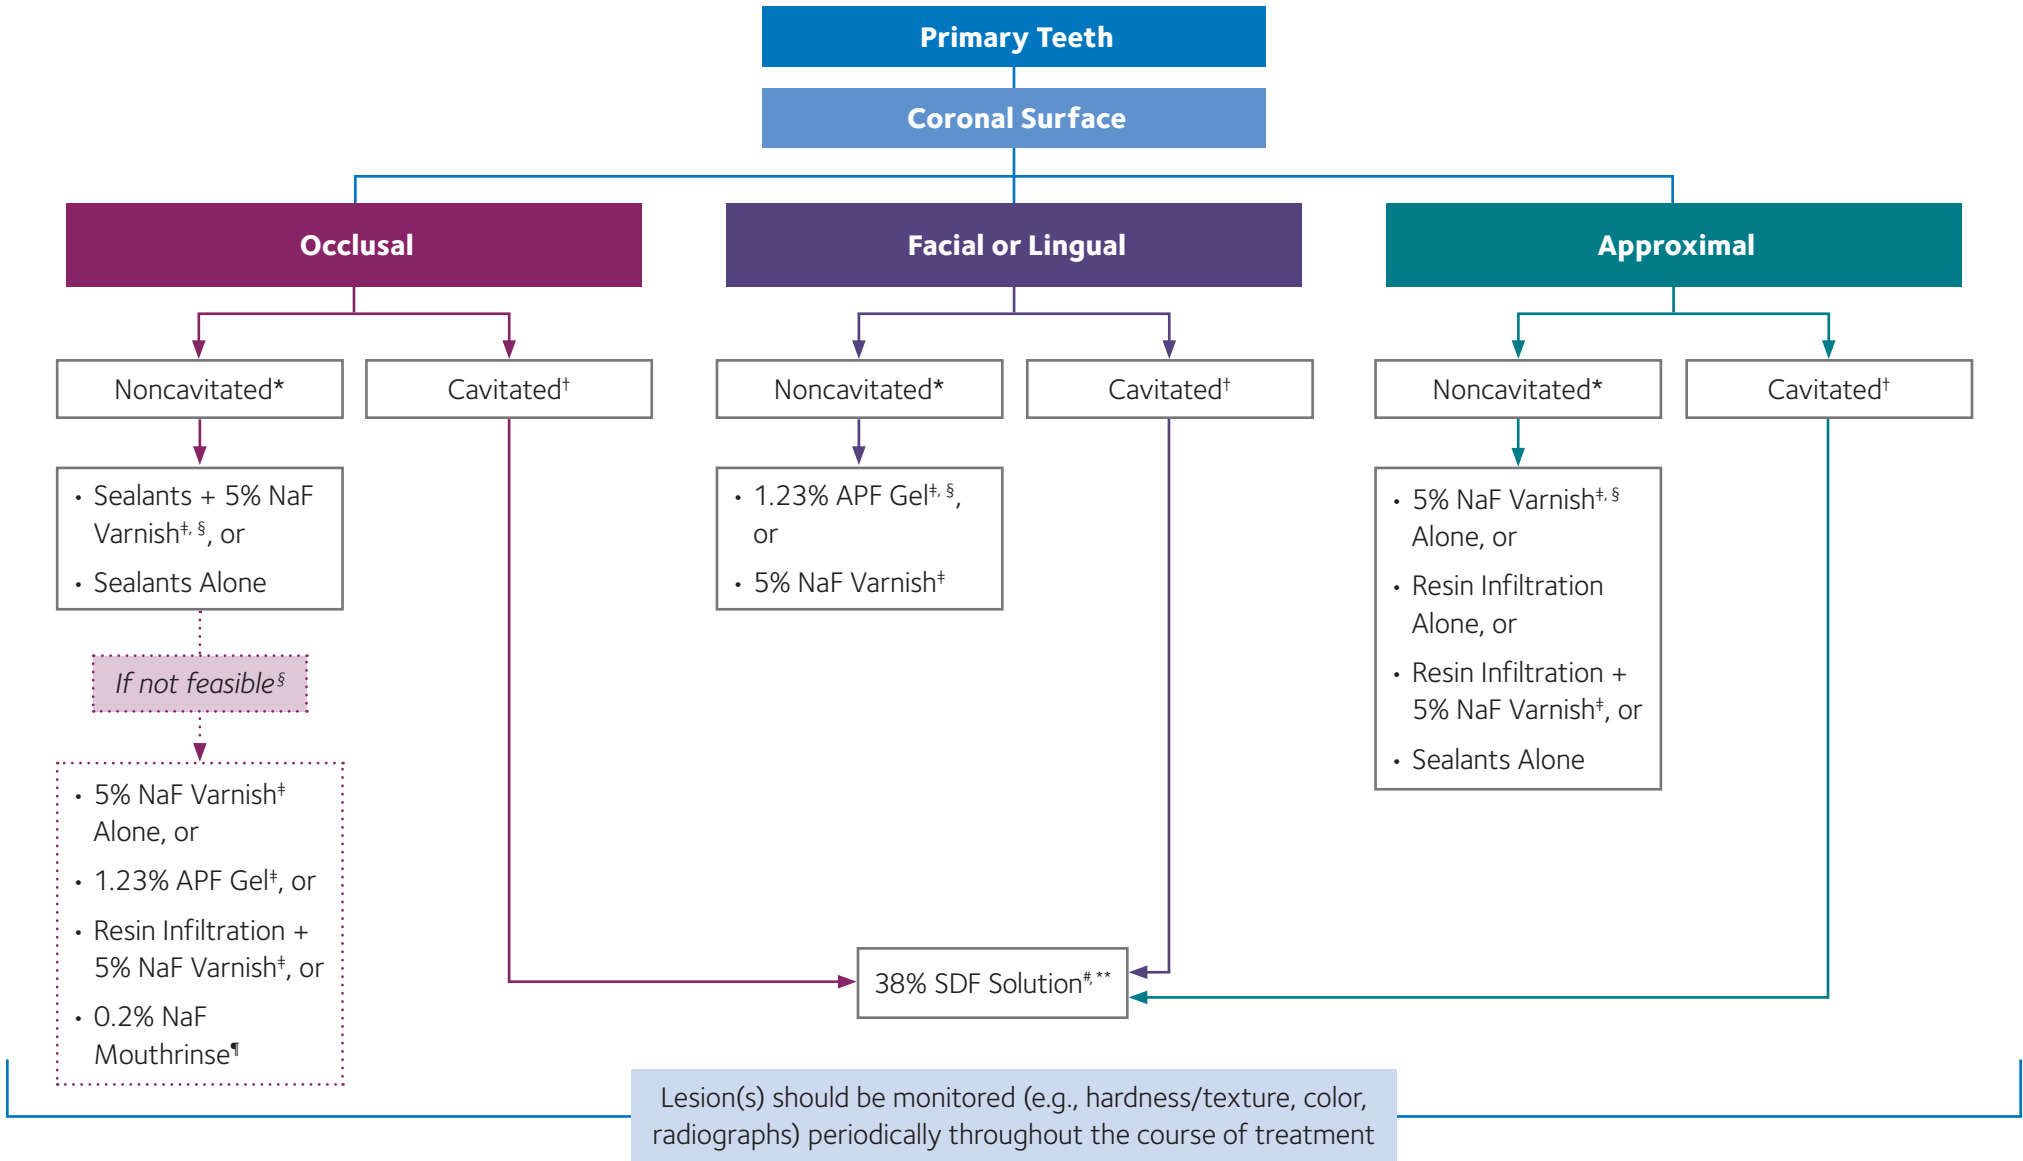 Primary Teeth
Coronal Surface
Occlusal
Facial or Lingual
Approximal
Noncavitated*
Cavitated†
Noncavitated*
Cavitated†
Noncavitated*
Cavitated†
• Sealants + 5% NaF
Varnish‡, §, or
• Sealants Alone
If not feasible§
• 5% NaF Varnish‡
Alone, or
• 1.23% APF Gel‡, or
• Resin Infiltration +
5% NaF Varnish‡, or
• 0.2% NaF
Mouthrinse¶
• 1.23% APF Gel‡, §,
or
• 5% NaF Varnish‡
• 5% NaF Varnish‡, §
Alone, or
• Resin Infiltration
Alone, or
• Resin Infiltration +
5% NaF Varnish‡, or
• Sealants Alone
38% SDF Solution#, **
Lesion(s) should be monitored (e.g., hardness/texture, color,
radiographs) periodically throughout the course of treatment